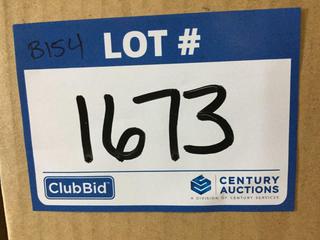 B154 LOT #
1673
ClubBid
CENTURY
AUCTIONS
A DIVISION OF CENTURY SERVICES